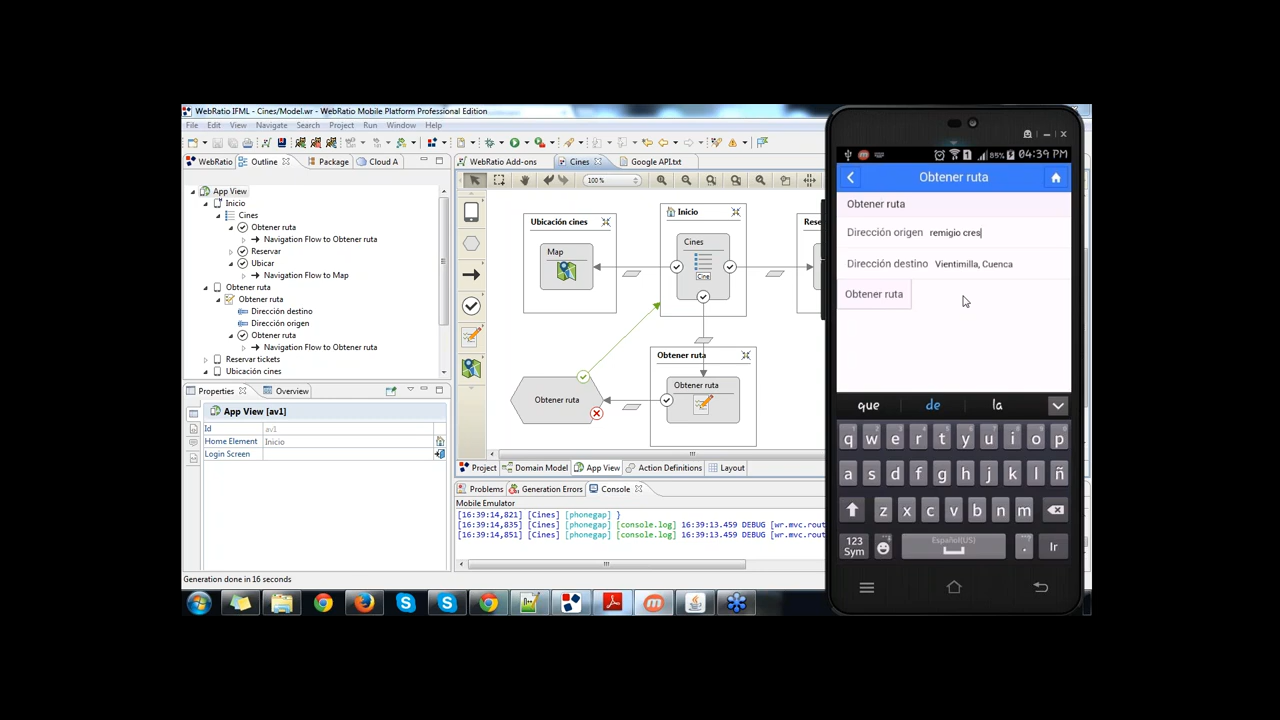 WebRatio IFML - Cines/Model.wr - WebRatio Mobile Platform Professional Edition
File Edit View Navigate Search Project Run Window Help
WebRatio Outline Package Cloud A
App View
Inicio
Cines
Obtener ruta
Navigation Flow to Obtener ruta
Reservar
Ubicar
Navigation Flow to Map
Obtener ruta
Obtener ruta
Dirección destino
Dirección origen
Obtener ruta
Navigation Flow to Obtener ruta
Reservar tickets
Ubicación cines
Properties Overview
App View [av1]
Id av1
Home Element Inicio
Login Screen
WebRatio Add-ons Cines Google API.txt
100%
Ubicación cines
Map
Inicio
Cines
Cine
Rese
Obtener ruta
Obtener ruta
Obtener ruta
Project Domain Model App View Action Definitions Layout
Problems Generation Errors Console
Mobile Emulator
[16:39:14,821] [Cines] [phonegap] }
[16:39:14,835] [Cines] [phonegap] [console.log] 16:39:13.459 DEBUG [wr.mvc.rout
[16:39:14,851] [Cines] [phonegap] [console.log] 16:39:13.459 DEBUG [wr.mvc.rout
Generation done in 16 seconds
85% 04:39 PM
Obtener ruta
Obtener ruta
Dirección origen remigio cres
Dirección destino Vientimilla, Cuenca
Obtener ruta
que de la
q w e r t y u i o p
a s d f g h j k l ñ
z x c v b n m
123 Sym Español(US) . Ir